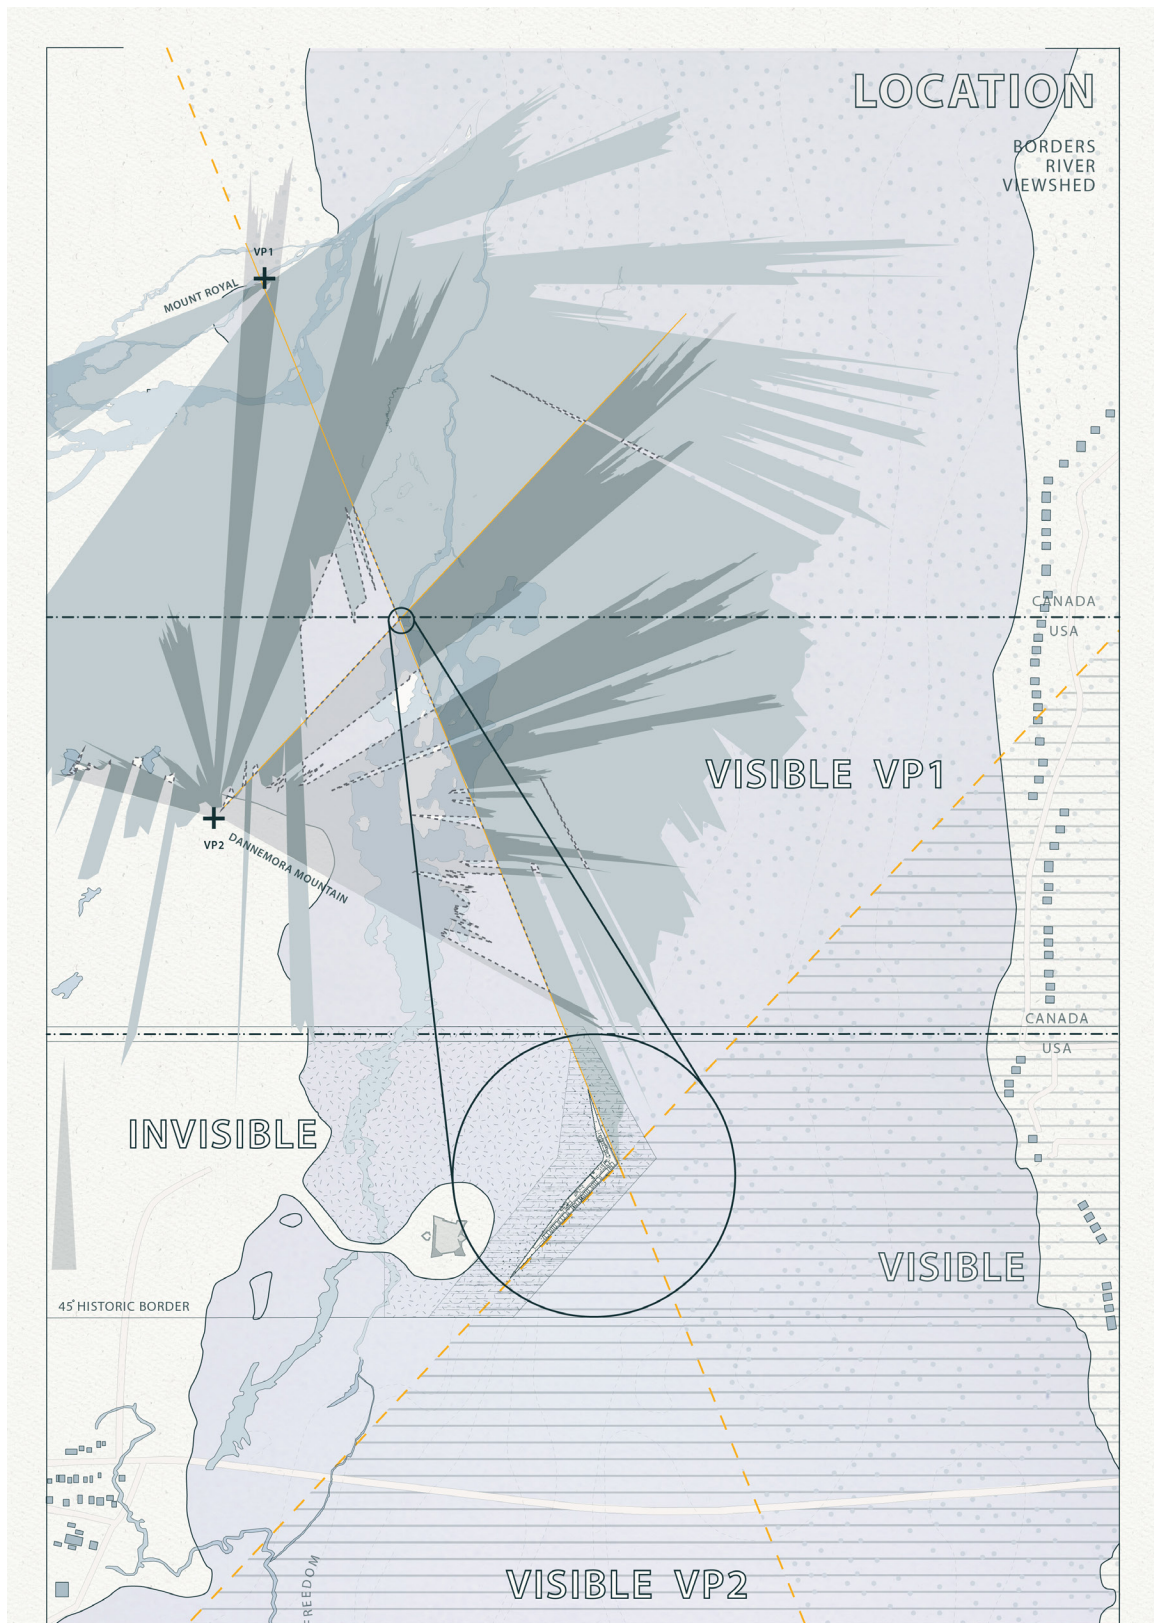 LOCATION
BORDERS
RIVER
VIEWSHED
VP1
MOUNT ROYAL
CANADA
USA
VISIBLE VP1
VP2
DANNEMORA MOUNTAIN
CANADA
USA
INVISIBLE
VISIBLE
45° HISTORIC BORDER
VISIBLE VP2
FREEDOM